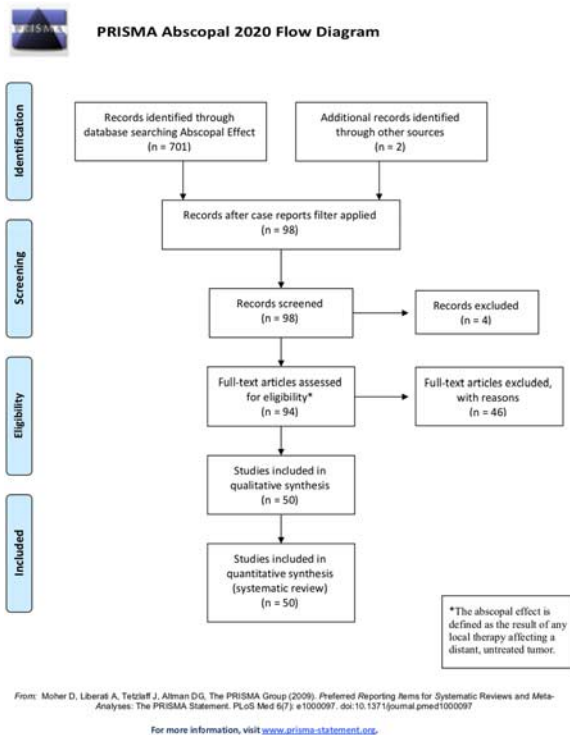 PRISMA
PRISMA Abscopal 2020 Flow Diagram
Identification
Records identified through
database searching Abscopal Effect
(n = 701)
Additional records identified
through other sources
(n = 2)
Records after case reports filter applied
(n = 98)
Screening
Records screened
(n = 98)
Records excluded
(n = 4)
Eligibility
Full-text articles assessed
for eligibility*
(n = 94)
Full-text articles excluded,
with reasons
(n = 46)
Studies included in
qualitative synthesis
(n = 50)
Included
Studies included in
quantitative synthesis
(systematic review)
(n = 50)
*The abscopal effect is
defined as the result of any
local therapy affecting a
distant, untreated tumor.
From: Moher D, Liberati A, Tetzlaff J, Altman DG, The PRISMA Group (2009). Preferred Reporting Items for Systematic Reviews and Meta-
Analyses: The PRISMA Statement. PLoS Med 6(7): e1000097. doi:10.1371/journal.pmed1000097
For more information, visit www.prisma-statement.org.